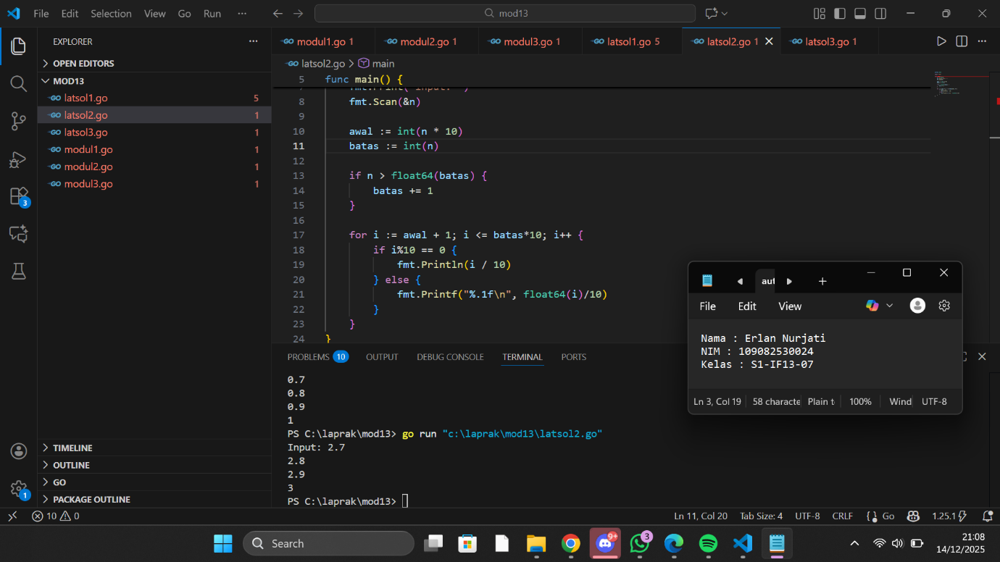 File Edit Selection View Go Run ··· mod13
EXPLORER ···
OPEN EDITORS
MOD13
latsol1.go 5
latsol2.go 1
latsol3.go 1
modul1.go 1
modul2.go 1
modul3.go 1
TIMELINE
OUTLINE
GO
PACKAGE OUTLINE
3
1
modul1.go 1 modul2.go 1 modul3.go 1 latsol1.go 5 latsol2.go 1 latsol3.go 1
latsol2.go > main
5 func main() {
8 fmt.Scan(&n)
9
10 awal := int(n * 10)
11 batas := int(n)
12
13 if n > float64(batas) {
14 batas += 1
15 }
16
17 for i := awal + 1; i <= batas*10; i++ {
18 if i%10 == 0 {
19 fmt.Println(i / 10)
20 } else {
21 fmt.Printf("%.1f\n", float64(i)/10)
22 }
23 }
24 }
PROBLEMS 10 OUTPUT DEBUG CONSOLE TERMINAL PORTS
0.7
0.8
0.9
1
PS C:\laprak\mod13> go run "c:\laprak\mod13\latsol2.go"
Input: 2.7
2.8
2.9
3
PS C:\laprak\mod13>
aut
File Edit View
Nama : Erlan Nurjati
NIM : 109082530024
Kelas : S1-IF13-07
Ln 3, Col 19 58 characte Plain t 100% Wind UTF-8
10 0 Ln 11, Col 20 Tab Size: 4 UTF-8 CRLF {} Go 1.25.1
Search 9+ 3 21:08
14/12/2025